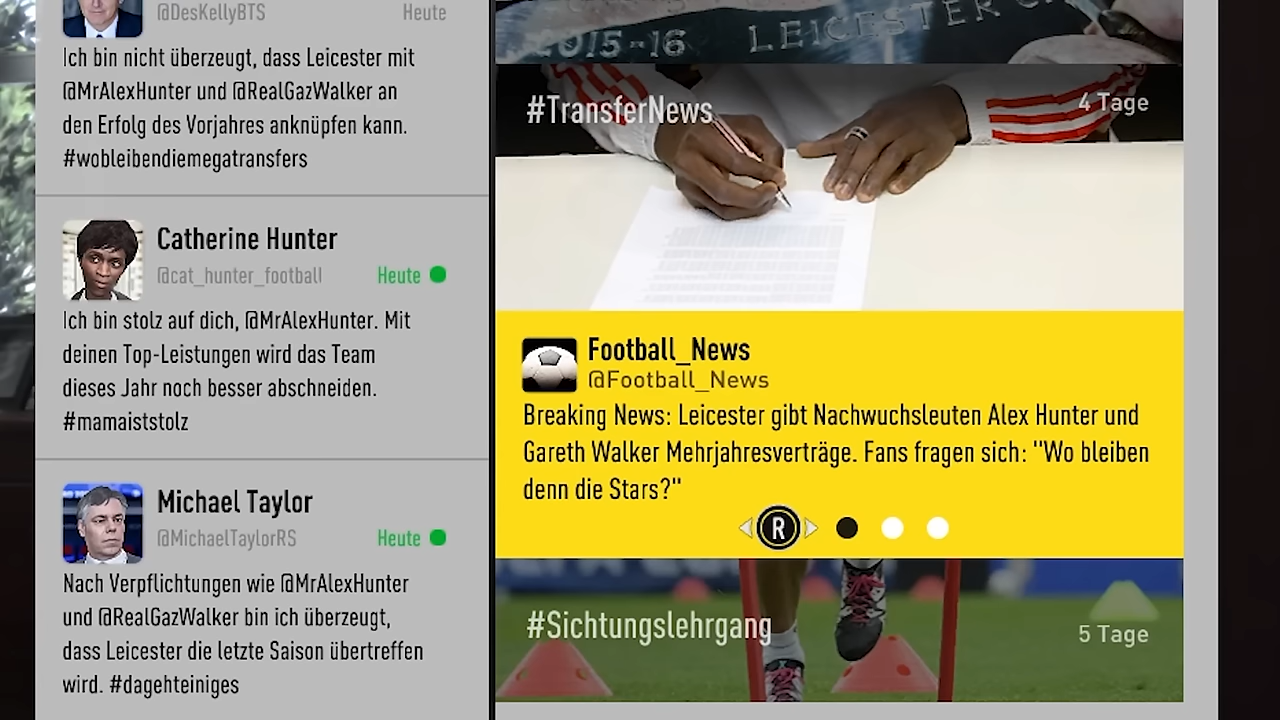 @DesKellyBTS
Heute
Ich bin nicht überzeugt, dass Leicester mit
@MrAlexHunter und @RealGazWalker an
den Erfolg des Vorjahres anknüpfen kann.
#wobleibendiemegatransfers
Catherine Hunter
@cat_hunter_football
Heute
Ich bin stolz auf dich, @MrAlexHunter. Mit
deinen Top-Leistungen wird das Team
dieses Jahr noch besser abschneiden.
#mamaiststolz
Michael Taylor
@MichaelTaylorRS
Heute
Nach Verpflichtungen wie @MrAlexHunter
und @RealGazWalker bin ich überzeugt,
dass Leicester die letzte Saison übertreffen
wird. #dagehteiniges
2015-16 LEICESTER
#TransferNews
4 Tage
Football_News
@Football_News
Breaking News: Leicester gibt Nachwuchsleuten Alex Hunter und
Gareth Walker Mehrjahresverträge. Fans fragen sich: "Wo bleiben
denn die Stars?"
R
#Sichtungslehrgang
5 Tage